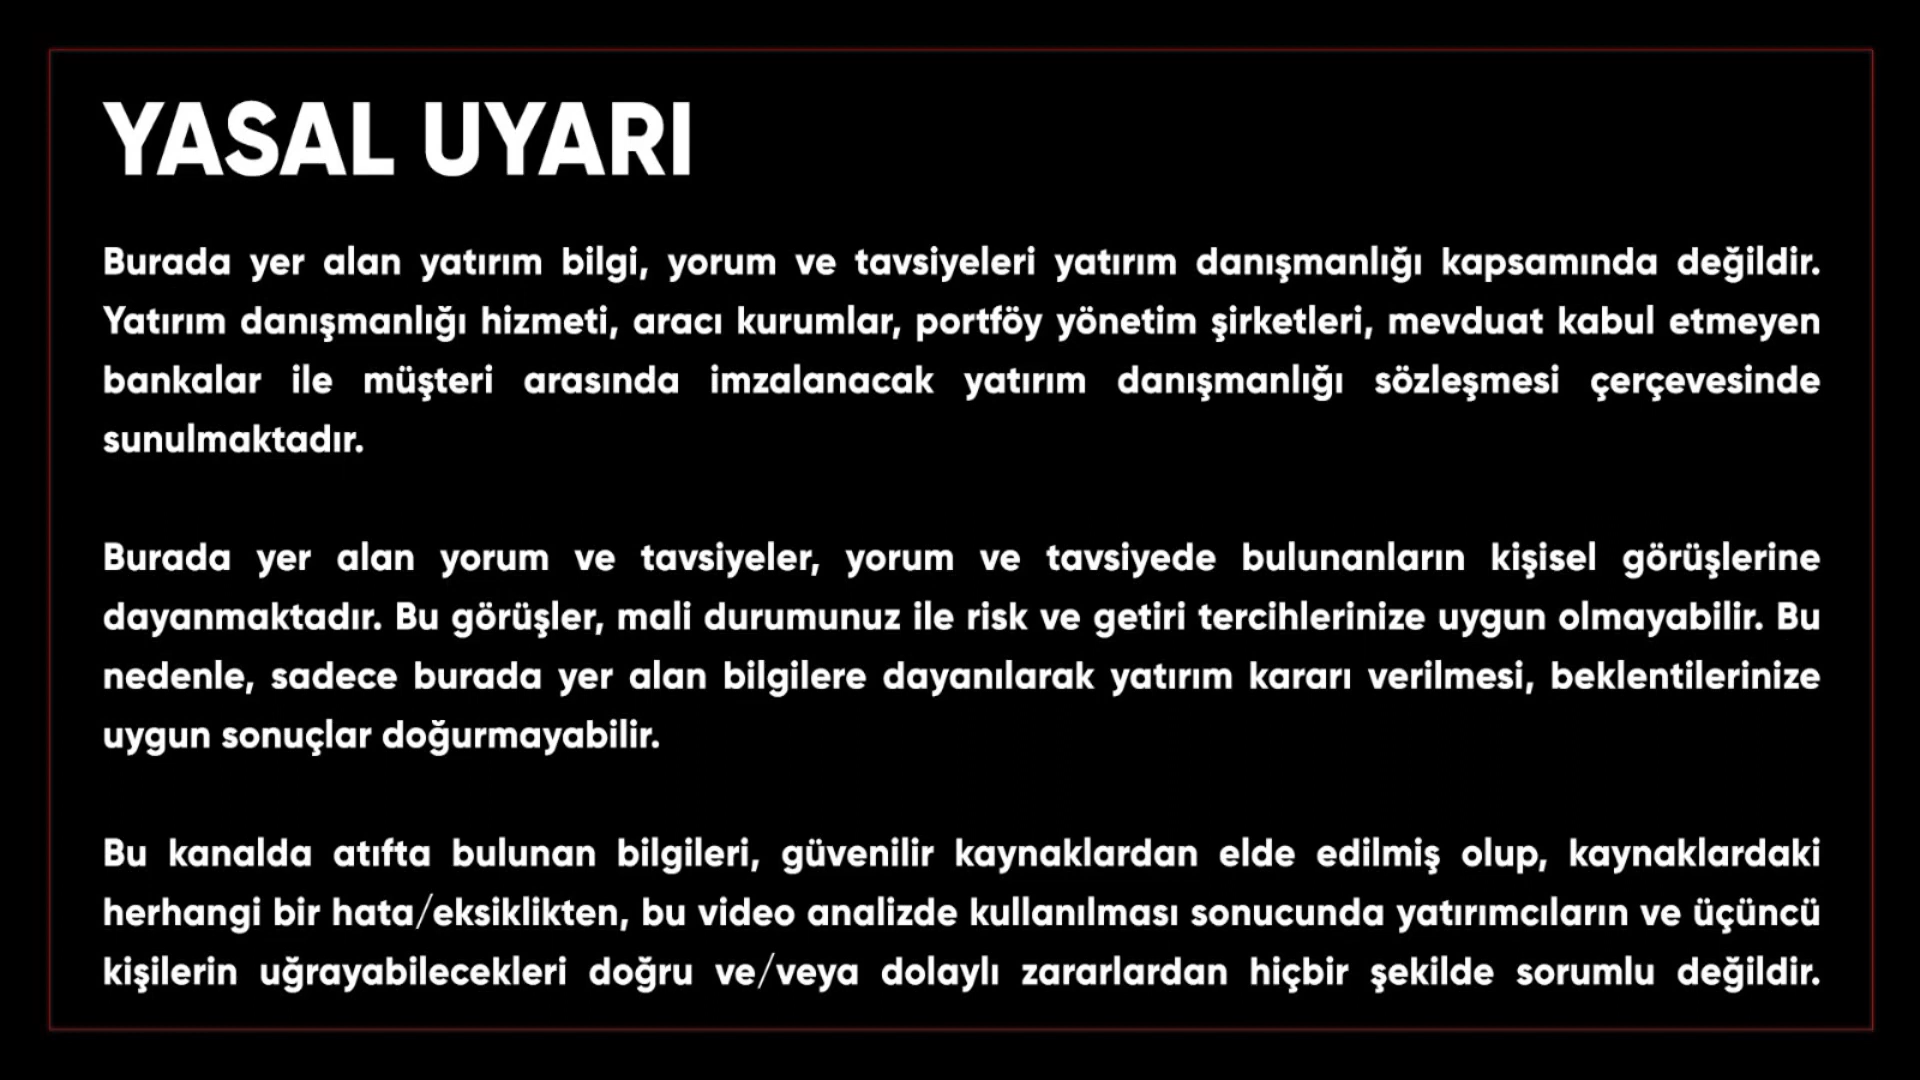 YASAL UYARI
Burada yer alan yatırım bilgi, yorum ve tavsiyeleri yatırım danışmanlığı kapsamında değildir.
Yatırım danışmanlığı hizmeti, aracı kurumlar, portföy yönetim şirketleri, mevduat kabul etmeyen
bankalar ile müşteri arasında imzalanacak yatırım danışmanlığı sözleşmesi çerçevesinde
sunulmaktadır.
Burada yer alan yorum ve tavsiyeler, yorum ve tavsiyede bulunanların kişisel görüşlerine
dayanmaktadır. Bu görüşler, mali durumunuz ile risk ve getiri tercihlerinize uygun olmayabilir. Bu
nedenle, sadece burada yer alan bilgilere dayanılarak yatırım kararı verilmesi, beklentilerinize
uygun sonuçlar doğurmayabilir.
Bu kanalda atıfta bulunan bilgileri, güvenilir kaynaklardan elde edilmiş olup, kaynaklardaki
herhangi bir hata/eksiklikten, bu video analizde kullanılması sonucunda yatırımcıların ve üçüncü
kişilerin uğrayabilecekleri doğru ve/veya dolaylı zararlardan hiçbir şekilde sorumlu değildir.